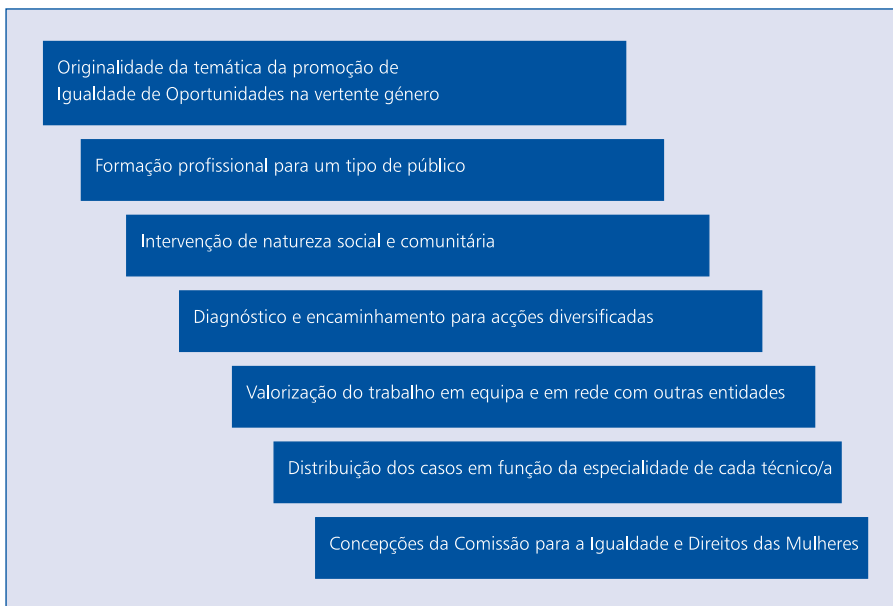 Originalidade da temática da promoção de
Igualdade de Oportunidades na vertente género
Formação profissional para um tipo de público
Intervenção de natureza social e comunitária
Diagnóstico e encaminhamento para acções diversificadas
Valorização do trabalho em equipa e em rede com outras entidades
Distribuição dos casos em função da especialidade de cada técnico/a
Concepções da Comissão para a Igualdade e Direitos das Mulheres